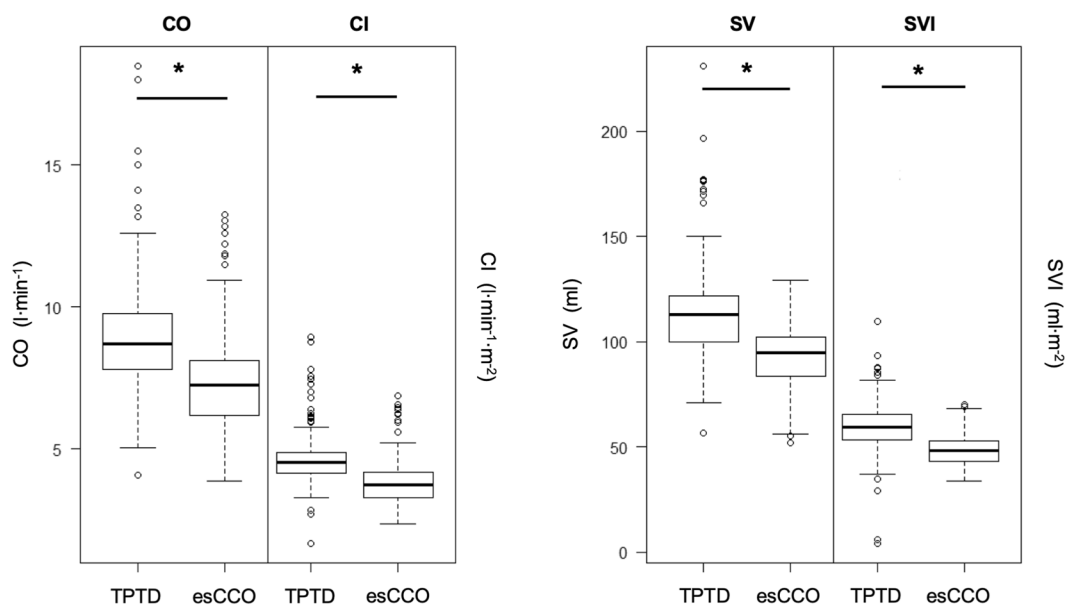 CO CI
* *
15
10
5
CO (l·min⁻¹)
CI (l·min⁻¹·m⁻²)
TPTD esCCO TPTD esCCO
SV SVI
* *
200
150
100
50
0
SV (ml)
SVI (ml·m⁻²)
TPTD esCCO TPTD esCCO